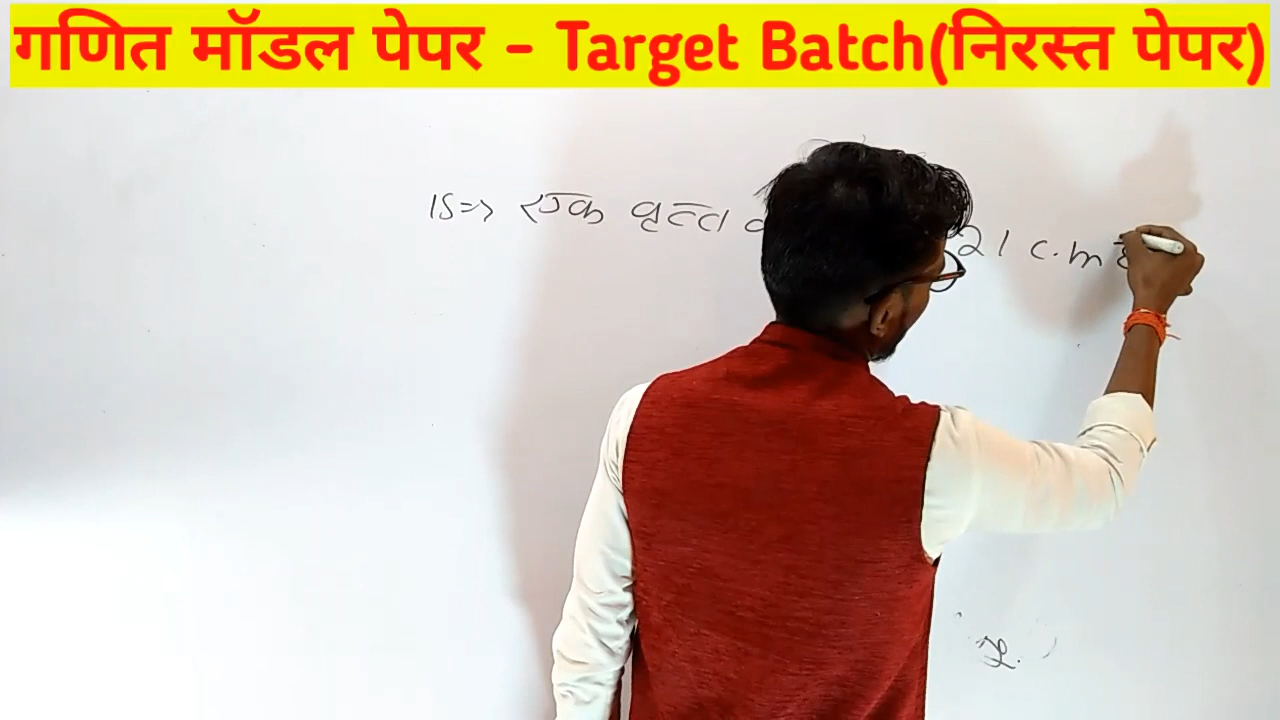 गणित मॉडल पेपर - Target Batch(निरस्त पेपर)
15=> एक वृत्त 21 c.m